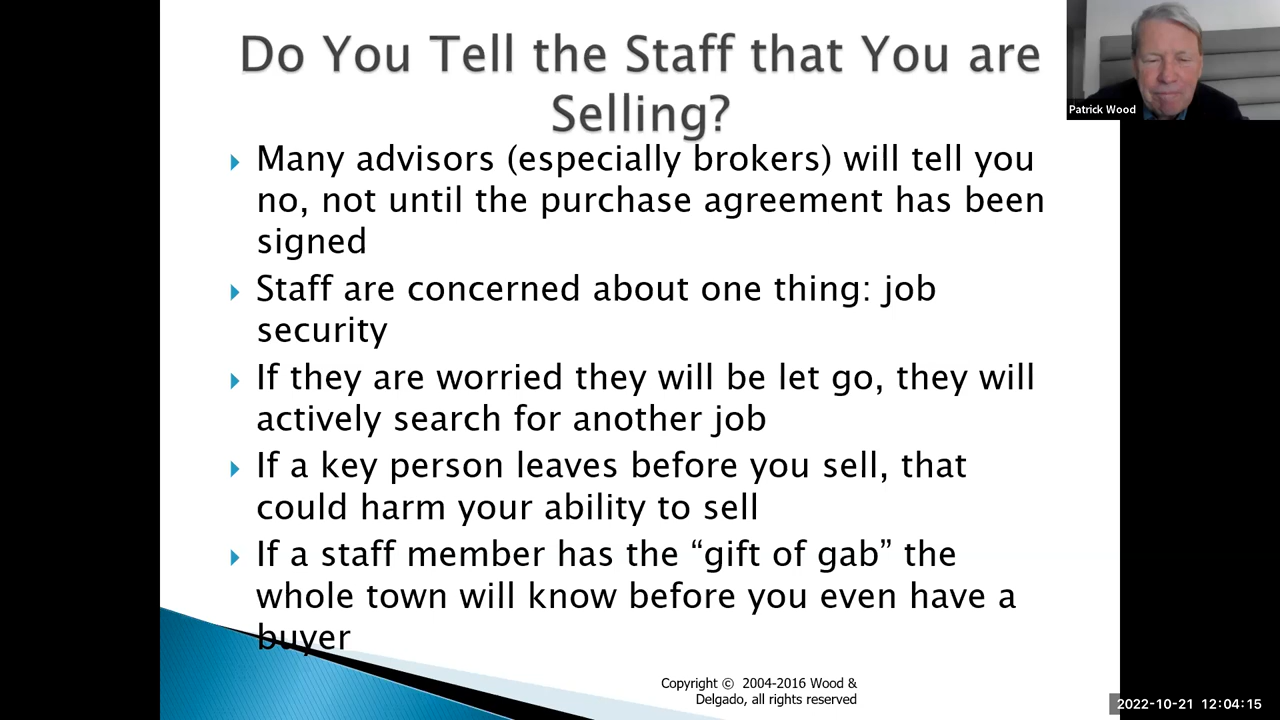 Do You Tell the Staff that You are
Selling?
Many advisors (especially brokers) will tell you
no, not until the purchase agreement has been
signed
Staff are concerned about one thing: job
security
If they are worried they will be let go, they will
actively search for another job
If a key person leaves before you sell, that
could harm your ability to sell
If a staff member has the “gift of gab” the
whole town will know before you even have a
buyer
Copyright © 2004-2016 Wood &
Delgado, all rights reserved
Patrick Wood
2022-10-21 12:04:15